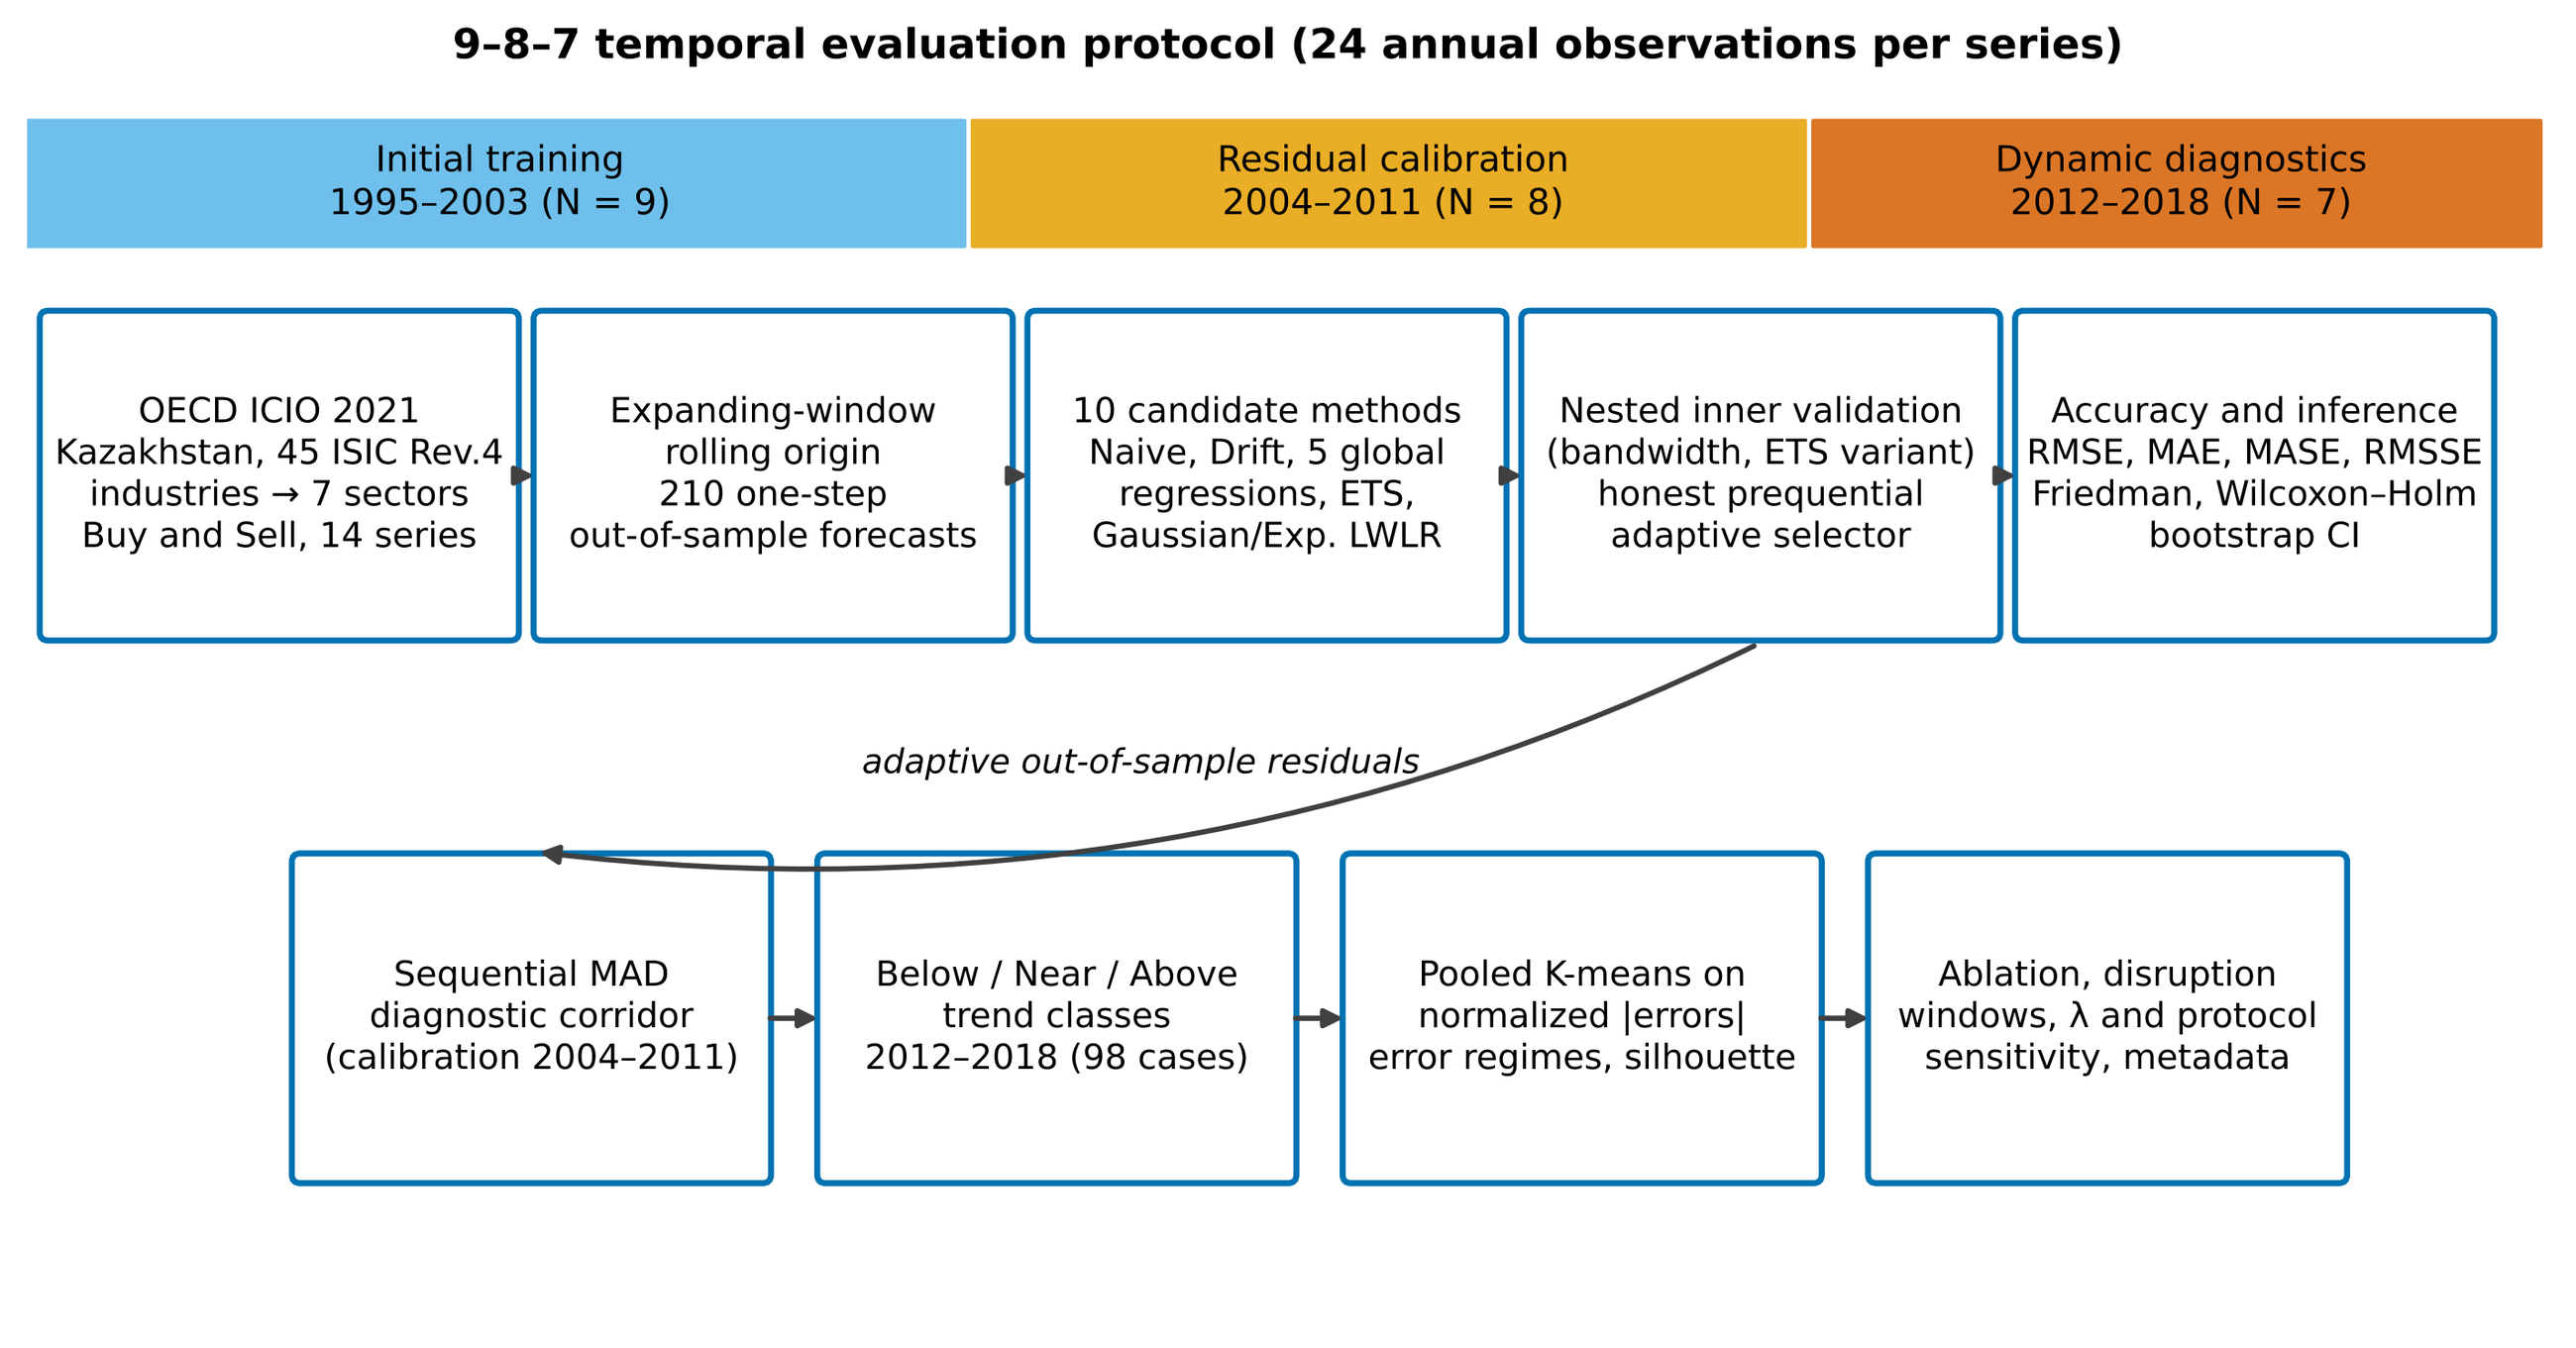 9–8–7 temporal evaluation protocol (24 annual observations per series)
Initial training
1995–2003 (N = 9)
Residual calibration
2004–2011 (N = 8)
Dynamic diagnostics
2012–2018 (N = 7)
OECD ICIO 2021
Kazakhstan, 45 ISIC Rev.4
industries → 7 sectors
Buy and Sell, 14 series
Expanding-window
rolling origin
210 one-step
out-of-sample forecasts
10 candidate methods
Naive, Drift, 5 global
regressions, ETS,
Gaussian/Exp. LWLR
Nested inner validation
(bandwidth, ETS variant)
honest prequential
adaptive selector
Accuracy and inference
RMSE, MAE, MASE, RMSSE
Friedman, Wilcoxon–Holm
bootstrap CI
adaptive out-of-sample residuals
Sequential MAD
diagnostic corridor
(calibration 2004–2011)
Below / Near / Above
trend classes
2012–2018 (98 cases)
Pooled K-means on
normalized |errors|
error regimes, silhouette
Ablation, disruption
windows, λ and protocol
sensitivity, metadata